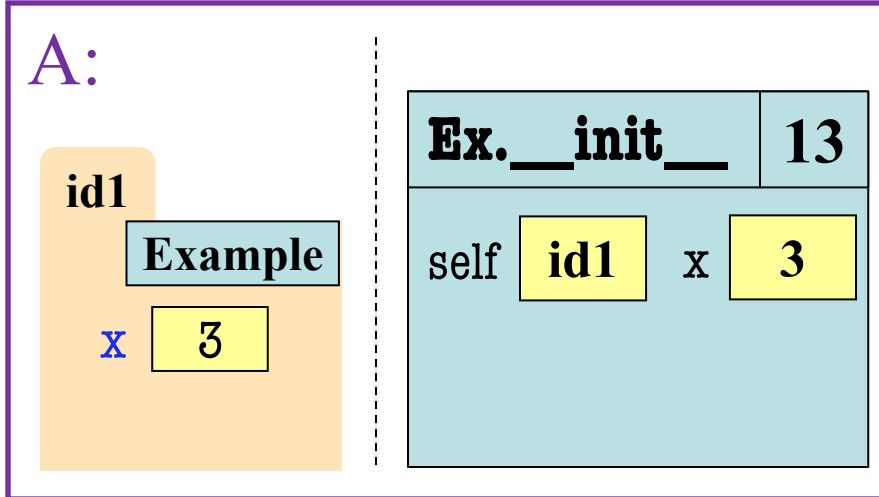 A:
id1
Example
x 3
Ex.__init__ 13
self id1 x 3